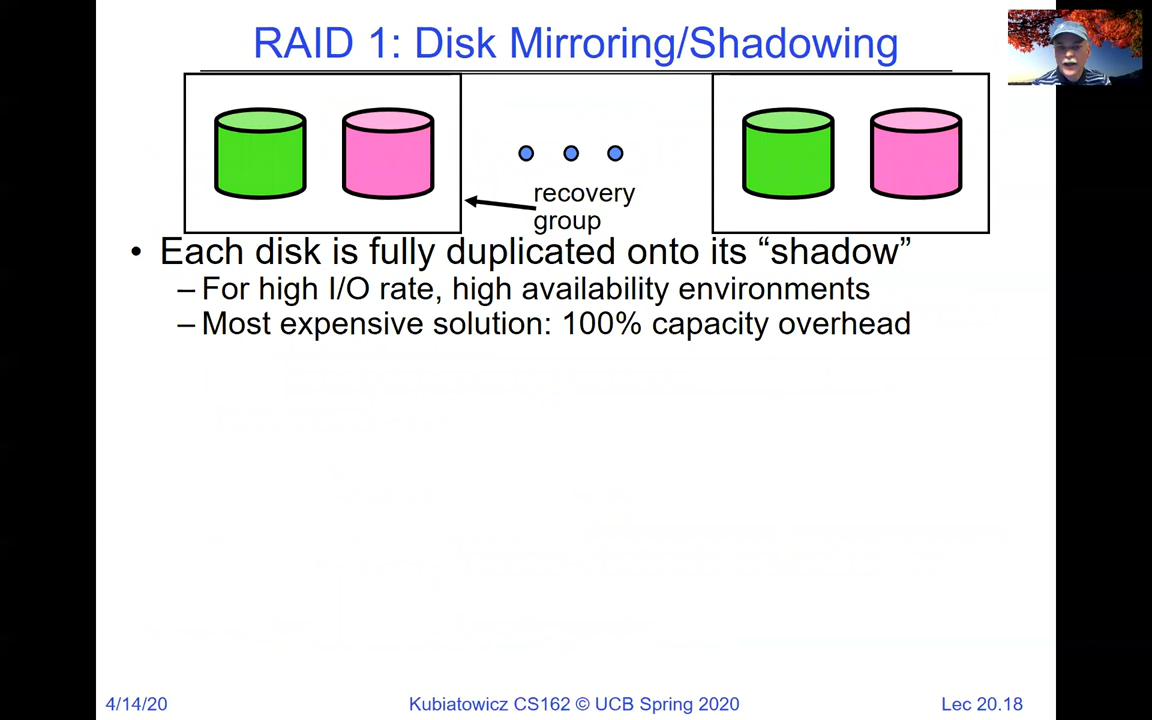 RAID 1: Disk Mirroring/Shadowing
recovery
group
• Each disk is fully duplicated onto its “shadow”
– For high I/O rate, high availability environments
– Most expensive solution: 100% capacity overhead
4/14/20
Kubiatowicz CS162 © UCB Spring 2020
Lec 20.18